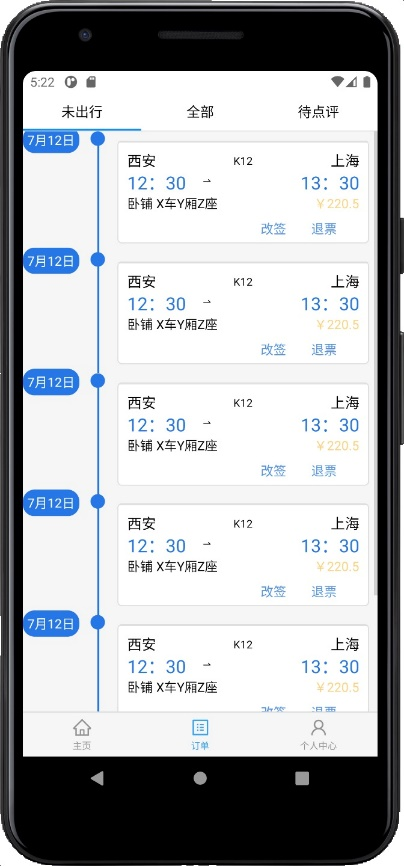 5:22
未出行 全部 待点评
7月12日
西安 K12 上海
12：30 ⇀ 13：30
卧铺 X车Y厢Z座 ￥220.5
改签 退票
7月12日
西安 K12 上海
12：30 ⇀ 13：30
卧铺 X车Y厢Z座 ￥220.5
改签 退票
7月12日
西安 K12 上海
12：30 ⇀ 13：30
卧铺 X车Y厢Z座 ￥220.5
改签 退票
7月12日
西安 K12 上海
12：30 ⇀ 13：30
卧铺 X车Y厢Z座 ￥220.5
改签 退票
7月12日
西安 K12 上海
12：30 ⇀ 13：30
卧铺 X车Y厢Z座 ￥220.5
改签 退票
主页 订单 个人中心